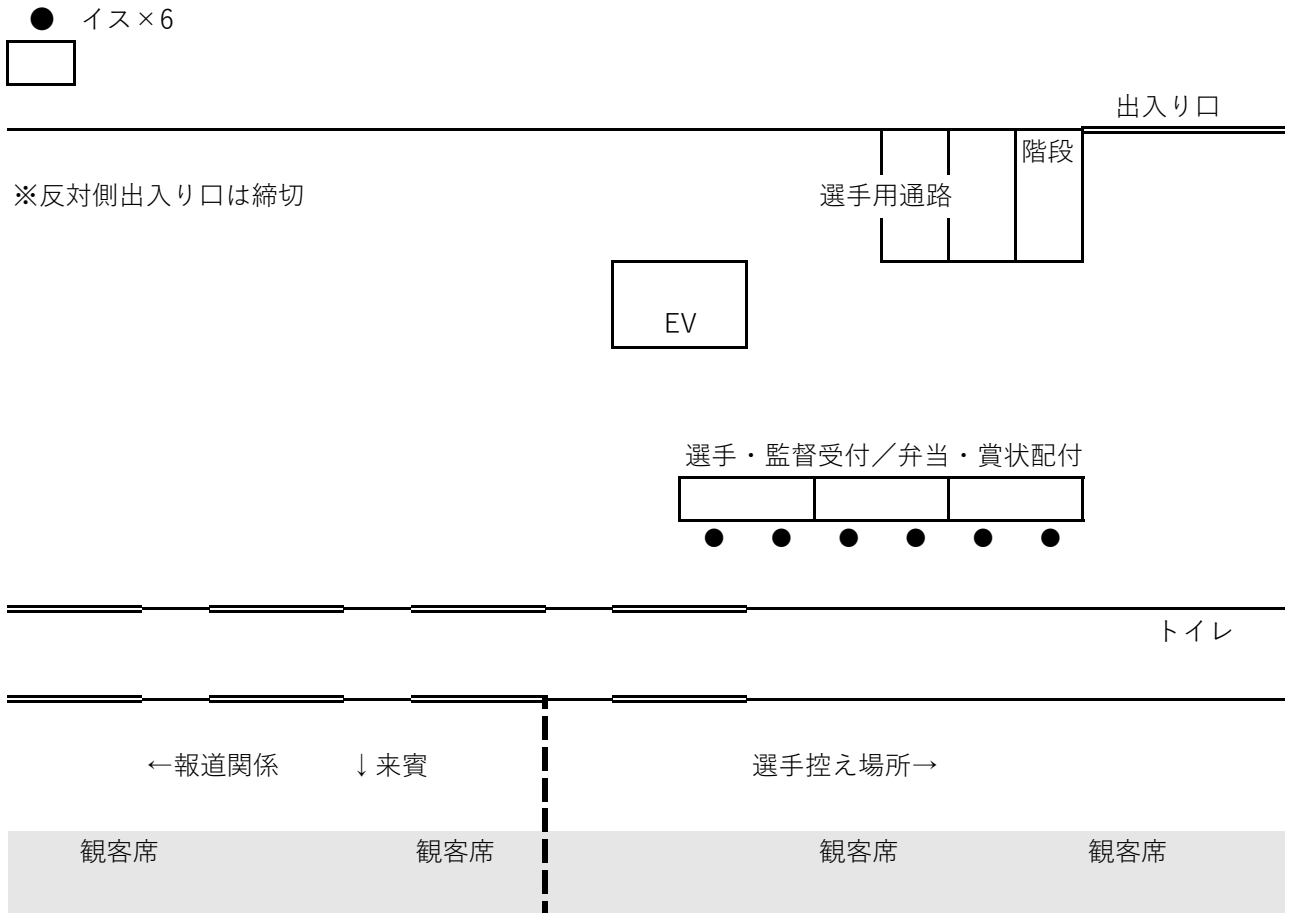 ● イス×6
出入り口
階段
※反対側出入り口は締切
選手用通路
EV
選手・監督受付／弁当・賞状配付
トイレ
←報道関係 ↓来賓 選手控え場所→
観客席 観客席 観客席 観客席